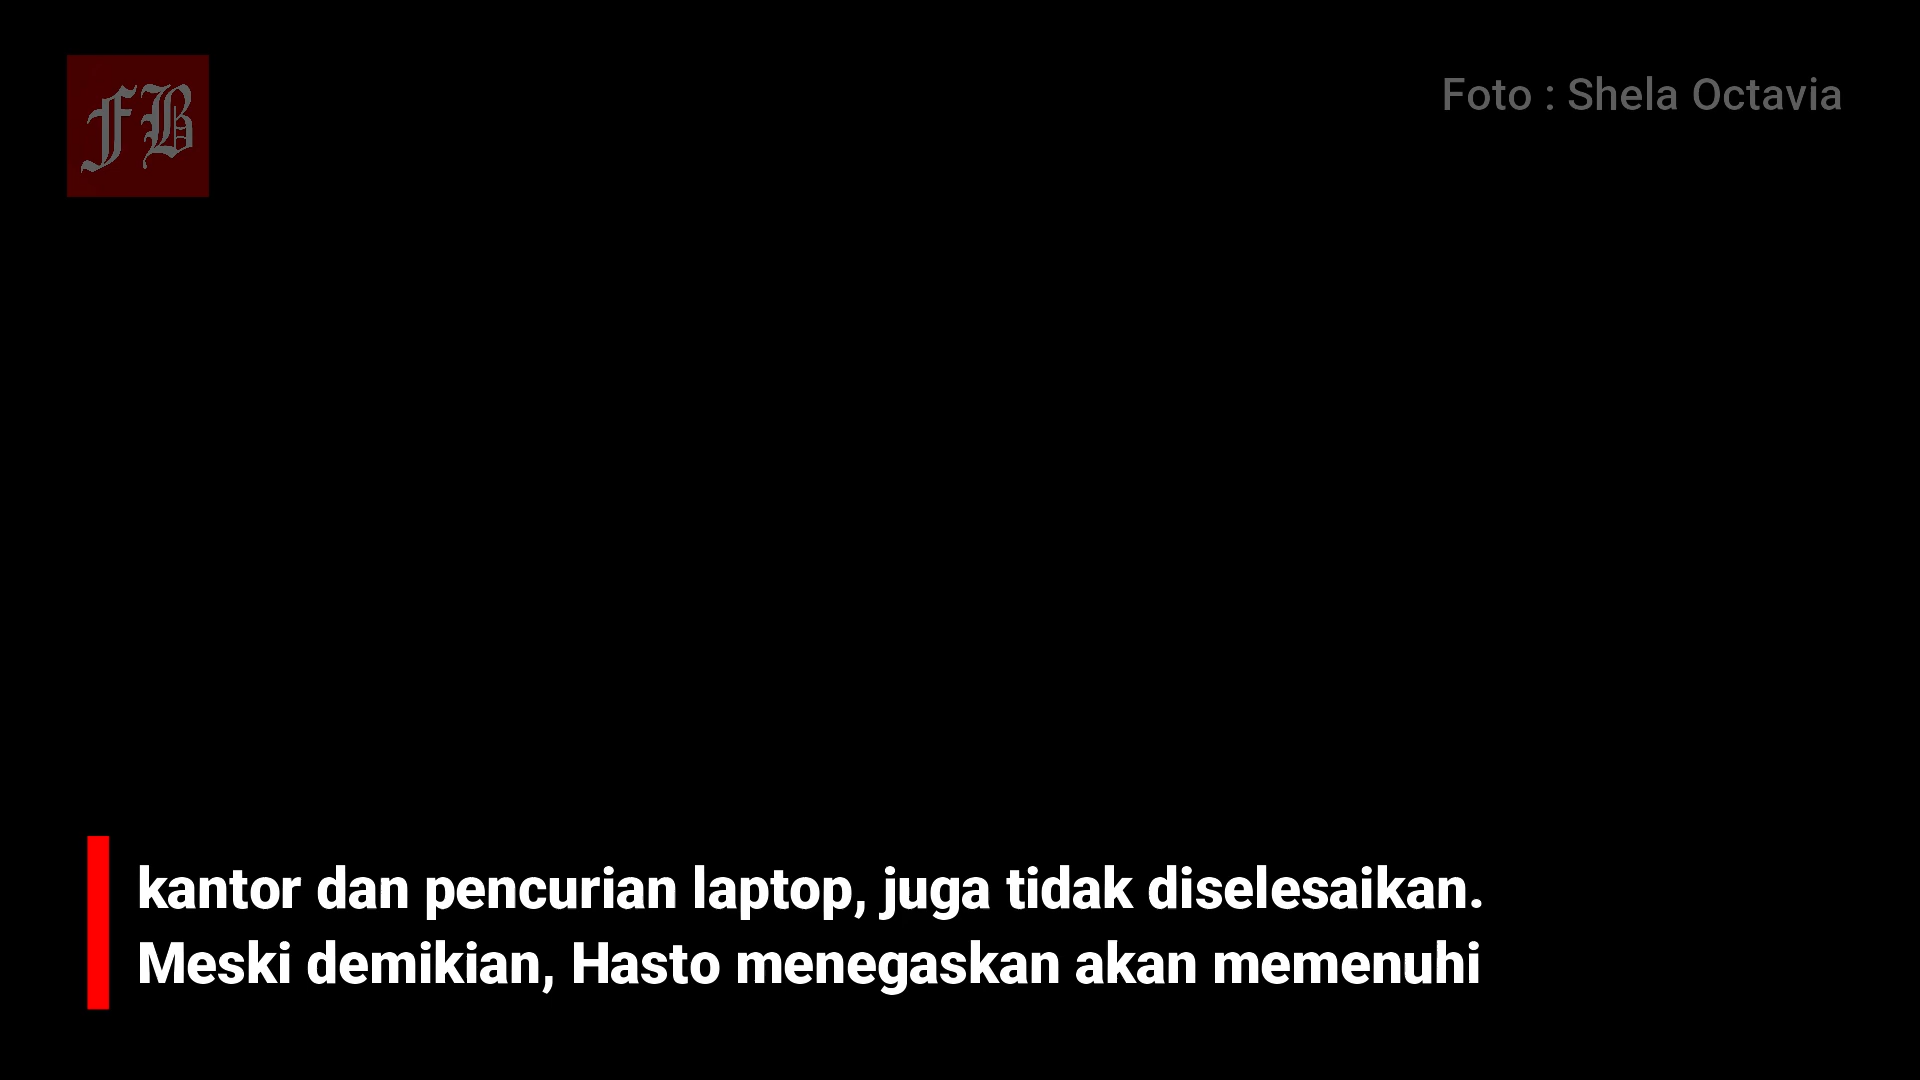 FB
Foto : Shela Octavia
kantor dan pencurian laptop, juga tidak diselesaikan.
Meski demikian, Hasto menegaskan akan memenuhi